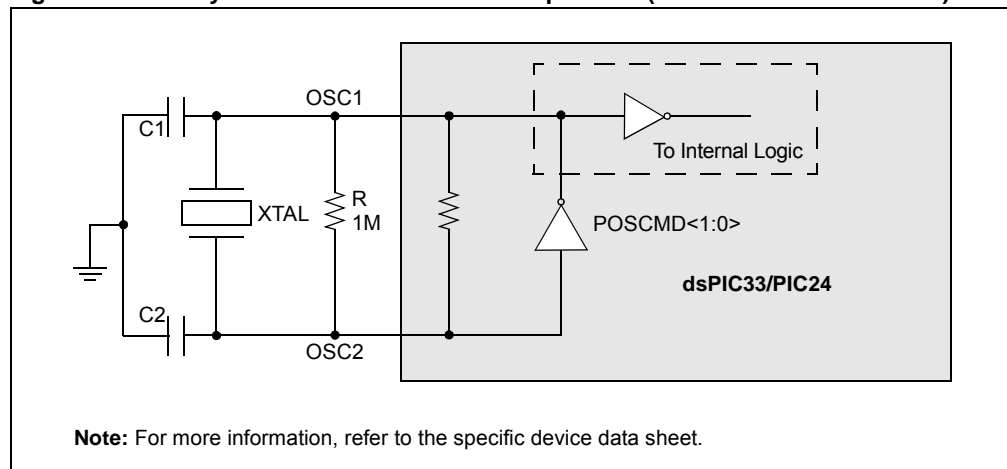 OSC1
C1
To Internal Logic
XTAL
R
1M
POSCMD<1:0>
dsPIC33/PIC24
C2
OSC2
Note: For more information, refer to the specific device data sheet.